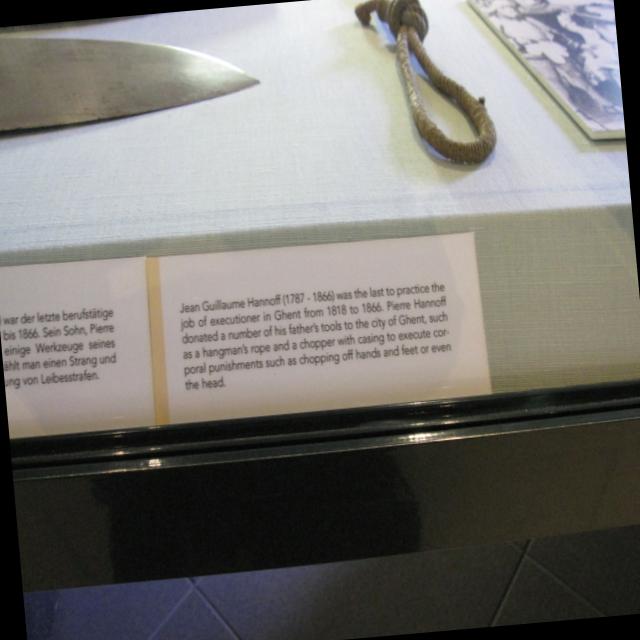 war der letzte berufstätige
bis 1866. Sein Sohn, Pierre
einige Werkzeuge seines
ählt man einen Strang und
ng von Leibesstrafen.
Jean Guillaume Hannoff (1787 - 1866) was the last to practice the
job of executioner in Ghent from 1818 to 1866. Pierre Hannoff
donated a number of his father's tools to the city of Ghent, such
as a hangman's rope and a chopper with casing to execute cor-
poral punishments such as chopping off hands and feet or even
the head.